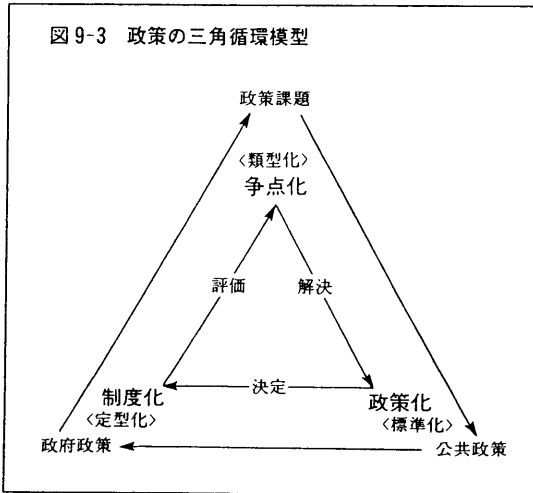 図9-3 政策の三角循環模型
政策課題
〈類型化〉
争点化
評価
解決
制度化
決定
政策化
〈定型化〉
〈標準化〉
政府政策
公共政策